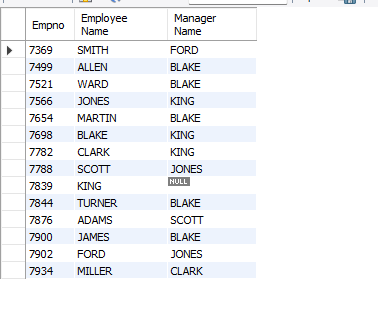 Empno Employee Name Manager Name
7369 SMITH FORD
7499 ALLEN BLAKE
7521 WARD BLAKE
7566 JONES KING
7654 MARTIN BLAKE
7698 BLAKE KING
7782 CLARK KING
7788 SCOTT JONES
7839 KING NULL
7844 TURNER BLAKE
7876 ADAMS SCOTT
7900 JAMES BLAKE
7902 FORD JONES
7934 MILLER CLARK